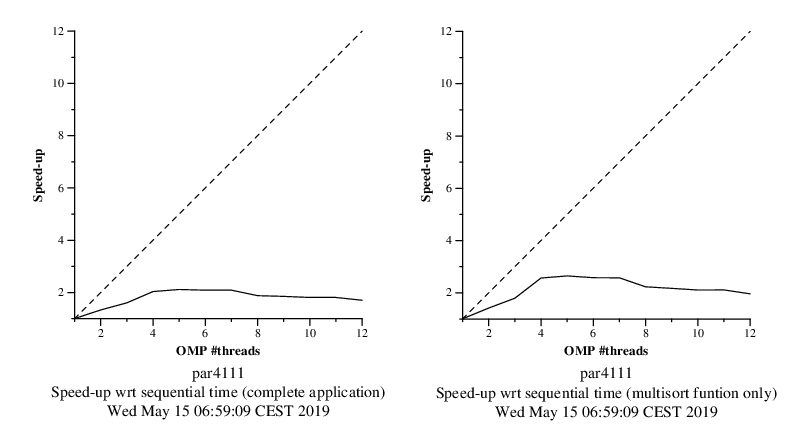 12
10
8
6
4
2
Speed-up
2 4 6 8 10 12
OMP #threads
par4111
Speed-up wrt sequential time (complete application)
Wed May 15 06:59:09 CEST 2019
12
10
8
6
4
2
Speed-up
2 4 6 8 10 12
OMP #threads
par4111
Speed-up wrt sequential time (multisort funtion only)
Wed May 15 06:59:09 CEST 2019